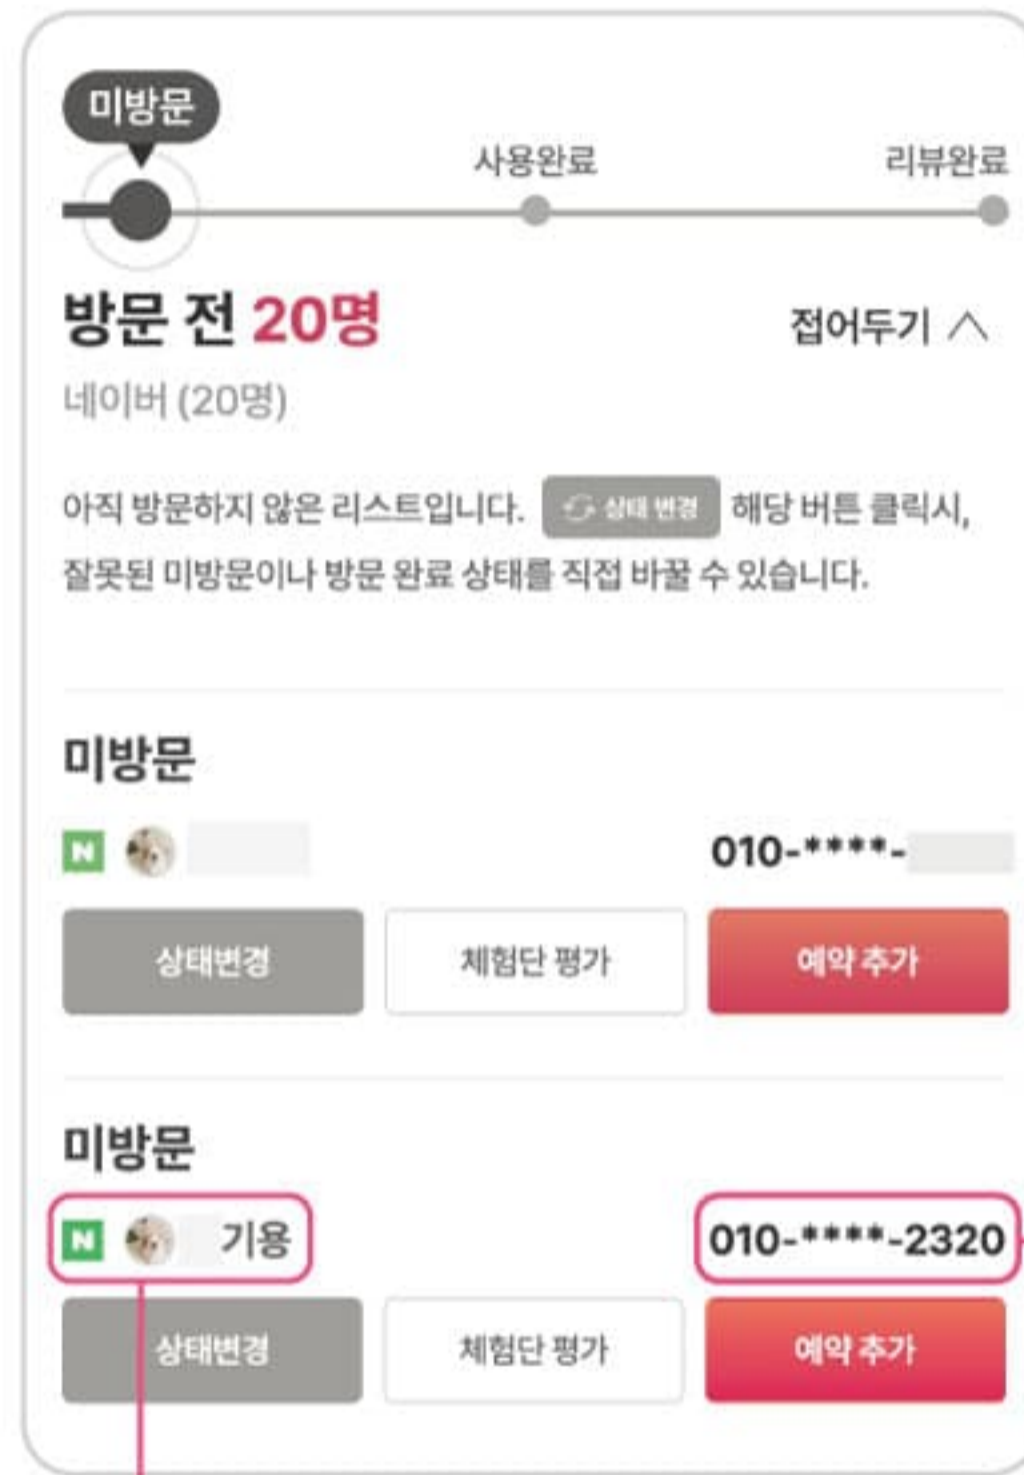 미방문
사용완료
리뷰완료
방문 전 20명
접어두기
네이버 (20명)
아직 방문하지 않은 리스트입니다. 상태 변경 해당 버튼 클릭시,
잘못된 미방문이나 방문 완료 상태를 직접 바꿀 수 있습니다.
미방문
N 010-****-
상태변경 체험단 평가 예약 추가
미방문
N 기용 010-****-2320
상태변경 체험단 평가 예약 추가